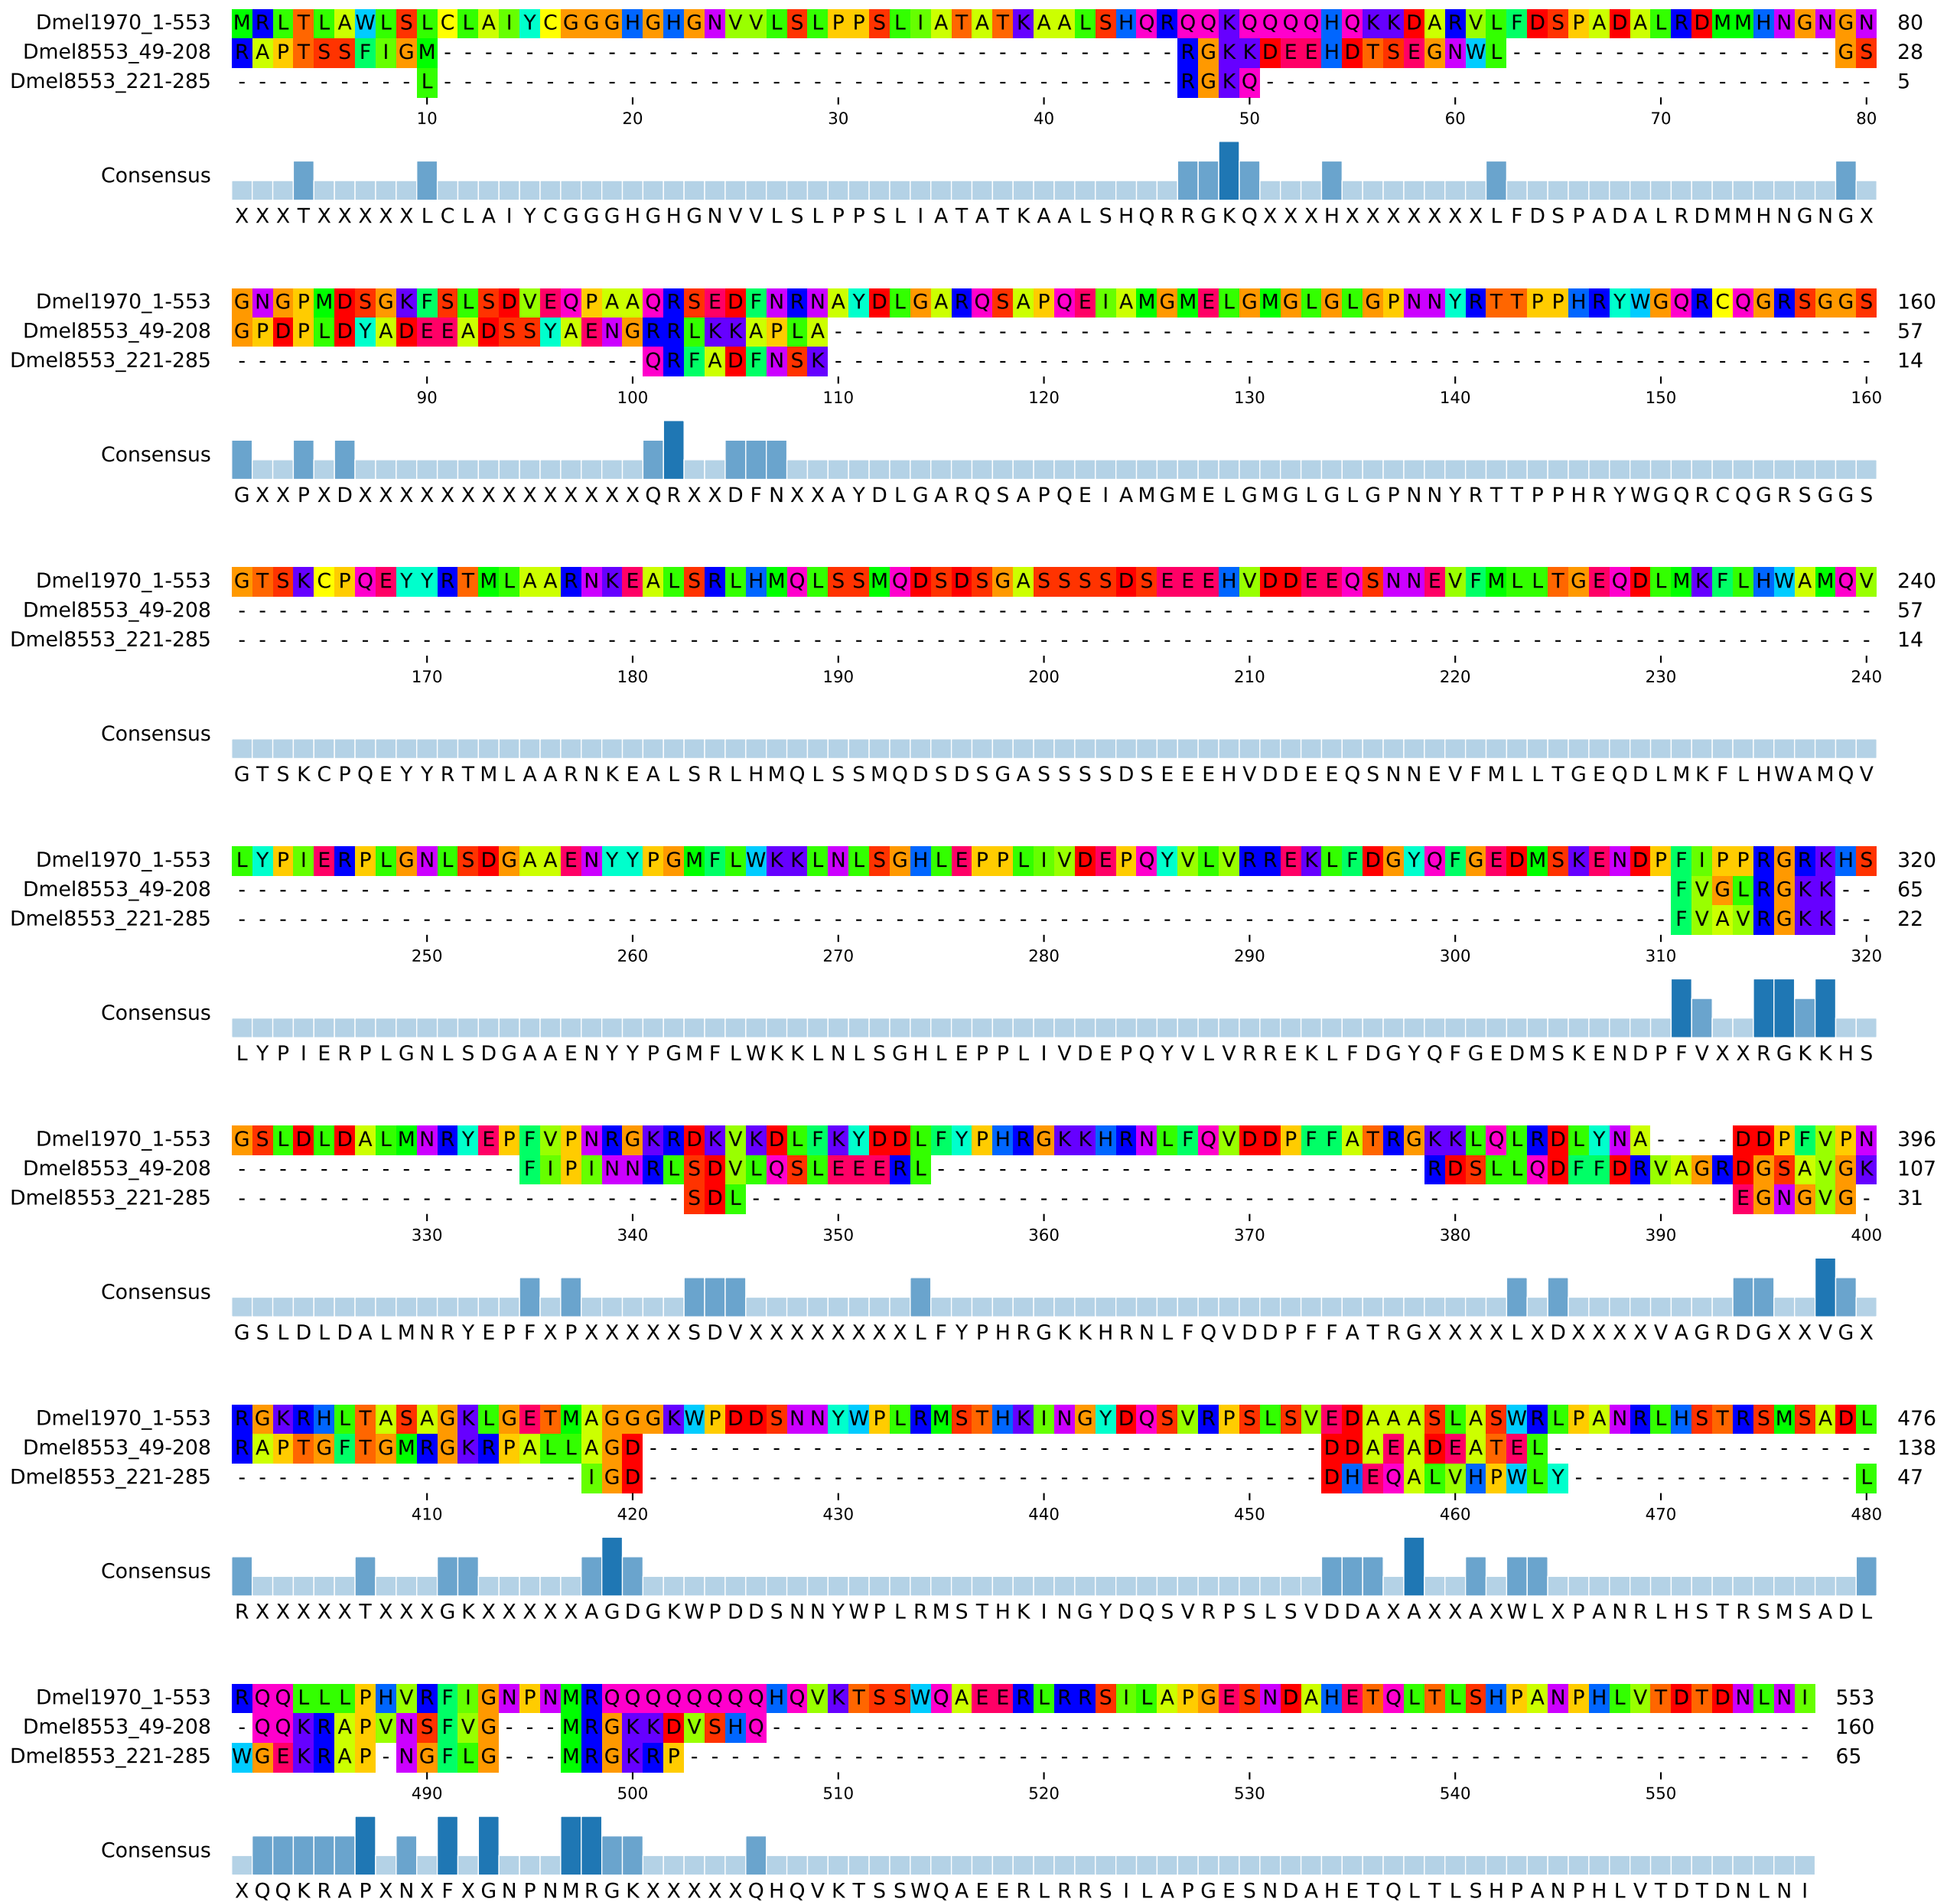 Dmel1970_1-553 MRLTLAWLSLCLAIYCGGGHGHGNVVLSLPPSLIATATKAALSHQRQQKQQQQHQKKDARVLFDSPADALRDMMHNGNGN 80
Dmel8553_49-208 RAPTSSFIGM------------------------------------RGKKDEEHDTSEGNWL----------------GS 28
Dmel8553_221-285 ---------L------------------------------------RGKQ------------------------------ 5
10 20 30 40 50 60 70 80
Consensus
XXXTXXXXXLCLAIYCGGGHGHGNVVLSLPPSLIATATKAALSHQRRGKQXXXHXXXXXXXLFDSPADALRDMMHNGNGX
Dmel1970_1-553 GNGPMDSGKFSLSDVEQPAAQRSEDFNRNAYDLGARQSAPQEIAMGMELGMGLGLGPNNYRTTPPHRYWGQRCQGRSGGS 160
Dmel8553_49-208 GPDPLDYADEEADSSYAENGRRLKKAPLA--------------------------------------------------- 57
Dmel8553_221-285 --------------------QRFADFNSK--------------------------------------------------- 14
90 100 110 120 130 140 150 160
Consensus
GXXPXDXXXXXXXXXXXXXXQRXXDFNXXAYDLGARQSAPQEIAMGMELGMGLGLGPNNYRTTPPHRYWGQRCQGRSGGS
Dmel1970_1-553 GTSKCPQEYYRTMLAARNKEALSRLHMQLSSMQDSDSGASSSSDSEEEHVDDEEQSNNEVFMLLTGEQDLMKFLHWAMQV 240
Dmel8553_49-208 -------------------------------------------------------------------------------- 57
Dmel8553_221-285 -------------------------------------------------------------------------------- 14
170 180 190 200 210 220 230 240
Consensus
GTSKCPQEYYRTMLAARNKEALSRLHMQLSSMQDSDSGASSSSDSEEEHVDDEEQSNNEVFMLLTGEQDLMKFLHWAMQV
Dmel1970_1-553 LYPIERPLGNLSDGAAENYYPGMFLWKKLNLSGHLEPPLIVDEPQYVLVRREKLFDGYQFGEDMSKENDPFIPPRGRKHS 320
Dmel8553_49-208 ----------------------------------------------------------------------FVGLRGKK-- 65
Dmel8553_221-285 ----------------------------------------------------------------------FVAVRGKK-- 22
250 260 270 280 290 300 310 320
Consensus
LYPIERPLGNLSDGAAENYYPGMFLWKKLNLSGHLEPPLIVDEPQYVLVRREKLFDGYQFGEDMSKENDPFVXXRGKKHS
Dmel1970_1-553 GSLDLDALMNRYEPFVPNRGKRDKVKDLFKYDDLFYPHRGKKHRNLFQVDDPFFATRGKKLQLRDLYNA----DDPFVPN 396
Dmel8553_49-208 --------------FIPINNRLSDVLQSLEEERL------------------------RDSLLQDFFDRVAGRDGSAVGK 107
Dmel8553_221-285 ----------------------SDL------------------------------------------------EGNGVG- 31
330 340 350 360 370 380 390 400
Consensus
GSLDLDALMNRYEPFXPXXXXXSDVXXXXXXXXLFYPHRGKKHRNLFQVDDPFFATRGXXXXLXDXXXXVAGRDGXXVGX
Dmel1970_1-553 RGKRHLTASAGKLGETMAGGGKWPDDSNNYWPLRMSTHKINGYDQSVRPSLSVEDAAASLASWRLPANRLHSTRSMSADL 476
Dmel8553_49-208 RAPTGFTGMRGKRPALLAGD---------------------------------DDAEADEATEL---------------- 138
Dmel8553_221-285 -----------------IGD---------------------------------DHEQALVHPWLY--------------L 47
410 420 430 440 450 460 470 480
Consensus
RXXXXXTXXXGKXXXXXAGDGKWPDDSNNYWPLRMSTHKINGYDQSVRPSLSVDDAXAXXAXWLXPANRLHSTRSMSADL
Dmel1970_1-553 RQQLLLPHVRFIGNPNMRQQQQQQQQHQVKTSSWQAEERLRRSILAPGESNDAHETQLTLSHPANPHLVTDTDNLNI 553
Dmel8553_49-208 -QQKRAPVNSFVG---MRGKKDVSHQ--------------------------------------------------- 160
Dmel8553_221-285 WGEKRAP-NGFLG---MRGKRP------------------------------------------------------- 65
490 500 510 520 530 540 550
Consensus
XQQKRAPXNXFXGNPNMRGKXXXXXQHQVKTSSWQAEERLRRSILAPGESNDAHETQLTLSHPANPHLVTDTDNLNI